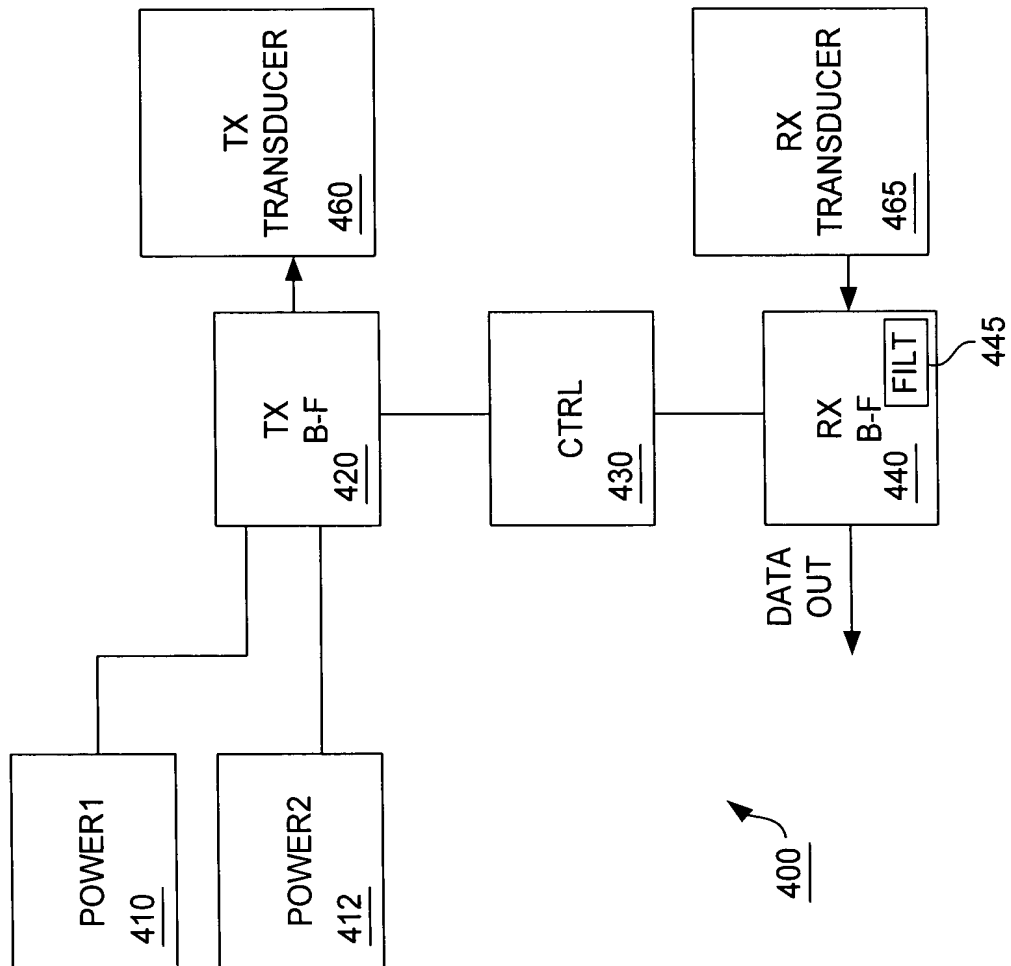 POWER1
410
POWER2
412
TX
B-F
420
TX
TRANSDUCER
460
CTRL
430
RX
B-F
440
FILT
445
RX
TRANSDUCER
465
DATA
OUT
400